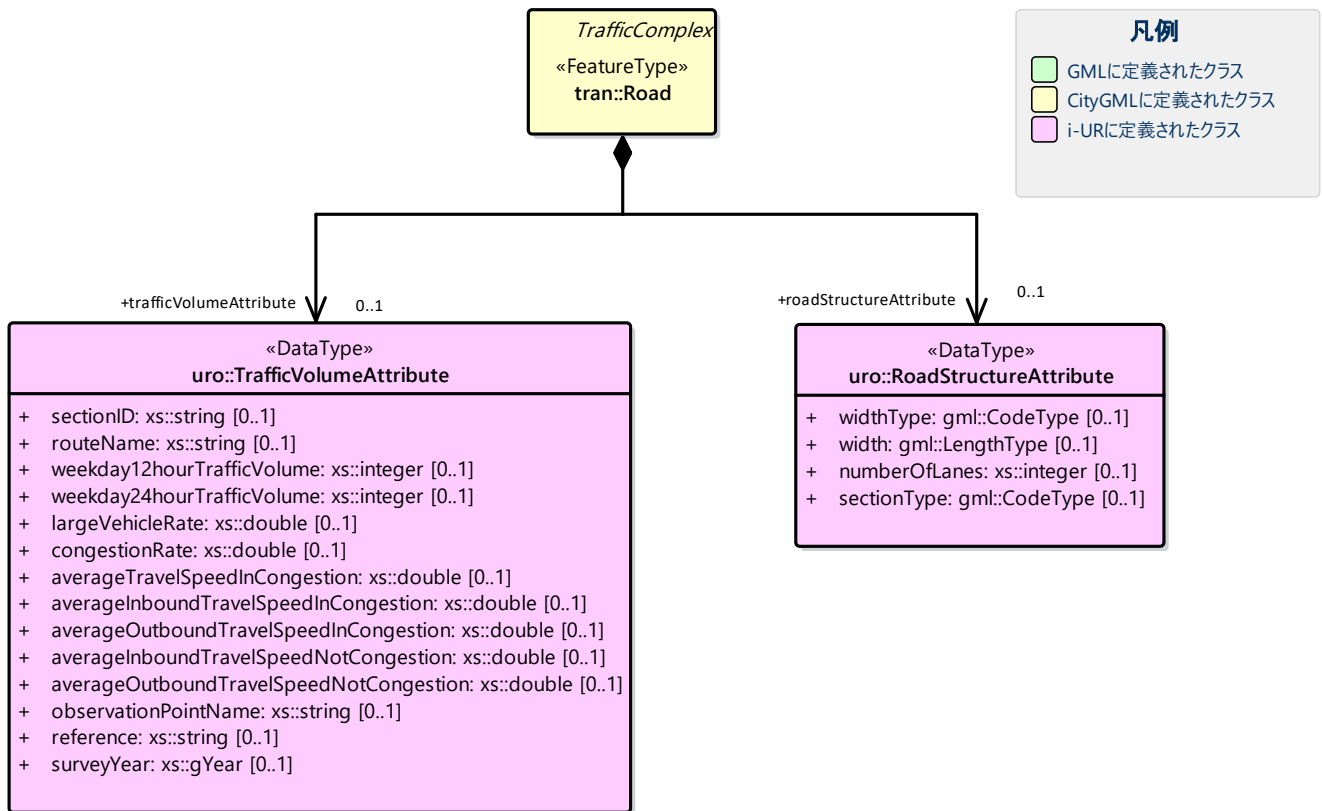 TrafficComplex
«FeatureType»
tran::Road
凡例
GMLに定義されたクラス
CityGMLに定義されたクラス
i-URに定義されたクラス
+trafficVolumeAttribute
0..1
+roadStructureAttribute
0..1
«DataType»
uro::TrafficVolumeAttribute
+ sectionID: xs::string [0..1]
+ routeName: xs::string [0..1]
+ weekday12hourTrafficVolume: xs::integer [0..1]
+ weekday24hourTrafficVolume: xs::integer [0..1]
+ largeVehicleRate: xs::double [0..1]
+ congestionRate: xs::double [0..1]
+ averageTravelSpeedInCongestion: xs::double [0..1]
+ averageInboundTravelSpeedInCongestion: xs::double [0..1]
+ averageOutboundTravelSpeedInCongestion: xs::double [0..1]
+ averageInboundTravelSpeedNotCongestion: xs::double [0..1]
+ averageOutboundTravelSpeedNotCongestion: xs::double [0..1]
+ observationPointName: xs::string [0..1]
+ reference: xs::string [0..1]
+ surveyYear: xs::gYear [0..1]
«DataType»
uro::RoadStructureAttribute
+ widthType: gml::CodeType [0..1]
+ width: gml::LengthType [0..1]
+ numberOfLanes: xs::integer [0..1]
+ sectionType: gml::CodeType [0..1]